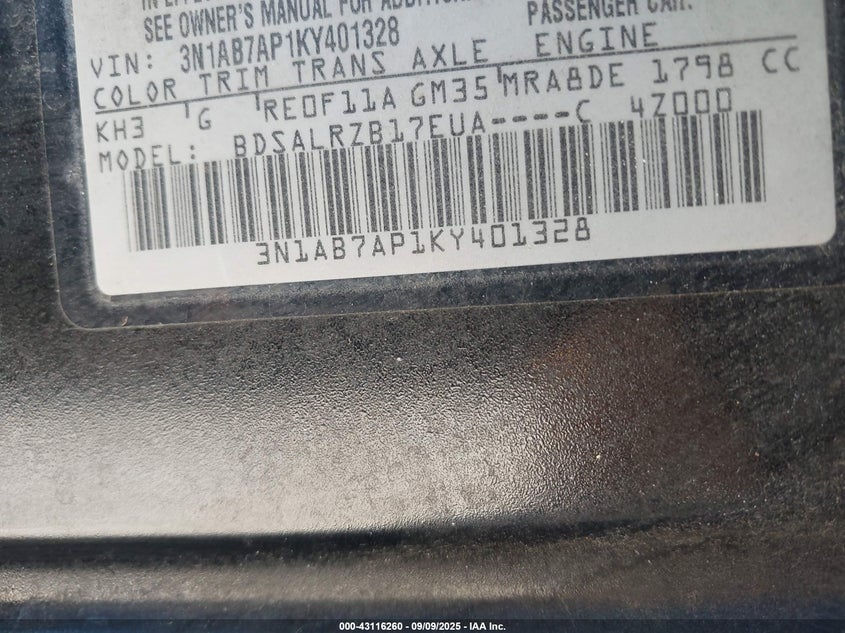 SEE OWNER'S MANUAL FOR ADDITIONAL
PASSENGER CAR.
VIN: 3N1AB7AP1KY401328
COLOR TRIM TRANS AXLE ENGINE
KH3 'G 'RE0F11A GM35 'MRA8DE 1798 CC
MODEL: BDSALRZB17EUA----C 4Z000
3N1AB7AP1KY401328
000-43116260 - 09/09/2025 - IAA Inc.